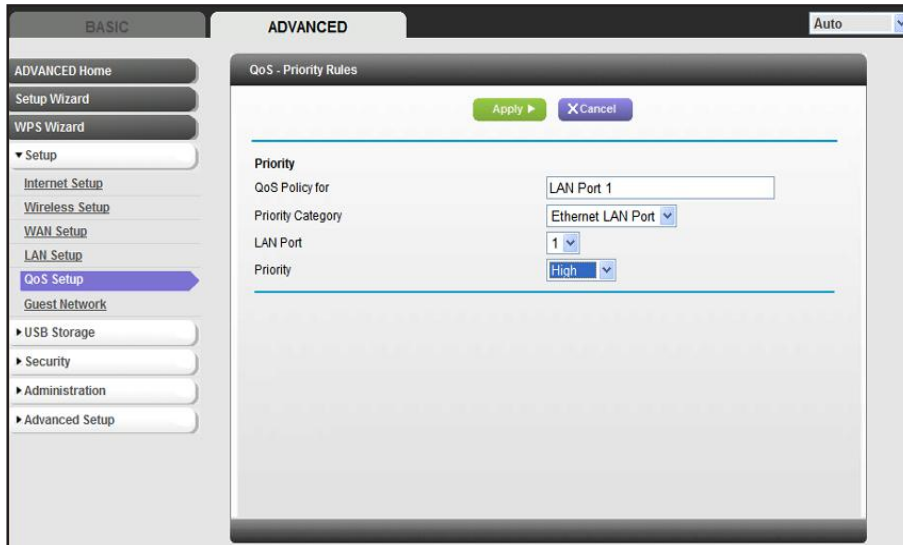 BASIC
ADVANCED
Auto
ADVANCED Home
Setup Wizard
WPS Wizard
Setup
Internet Setup
Wireless Setup
WAN Setup
LAN Setup
QoS Setup
Guest Network
USB Storage
Security
Administration
Advanced Setup
QoS - Priority Rules
Apply
X Cancel
Priority
QoS Policy for LAN Port 1
Priority Category Ethernet LAN Port
LAN Port 1
Priority High